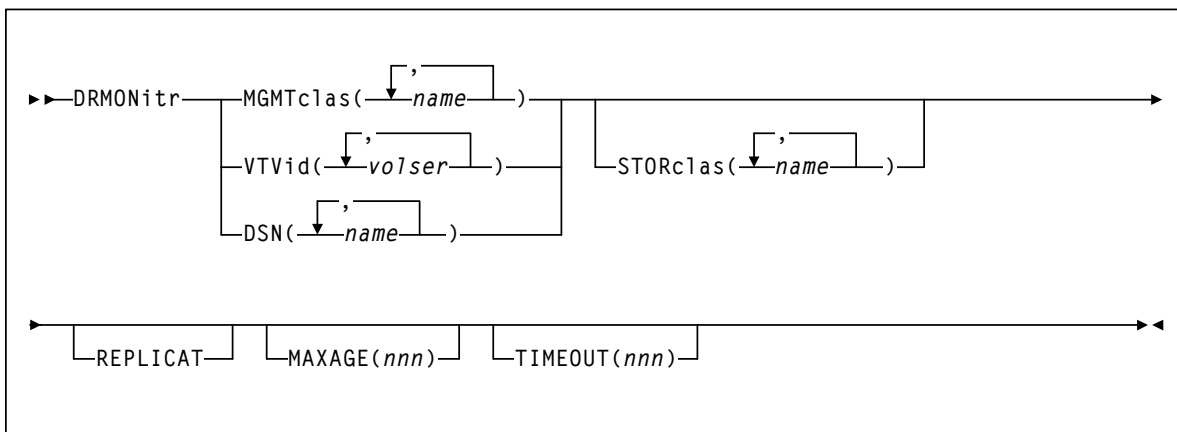 DRMONitr MGMTclas( , name ) STORclas( , name )
VTVid( , volser )
DSN( , name )
REPLICAT MAXAGE(nnn) TIMEOUT(nnn)